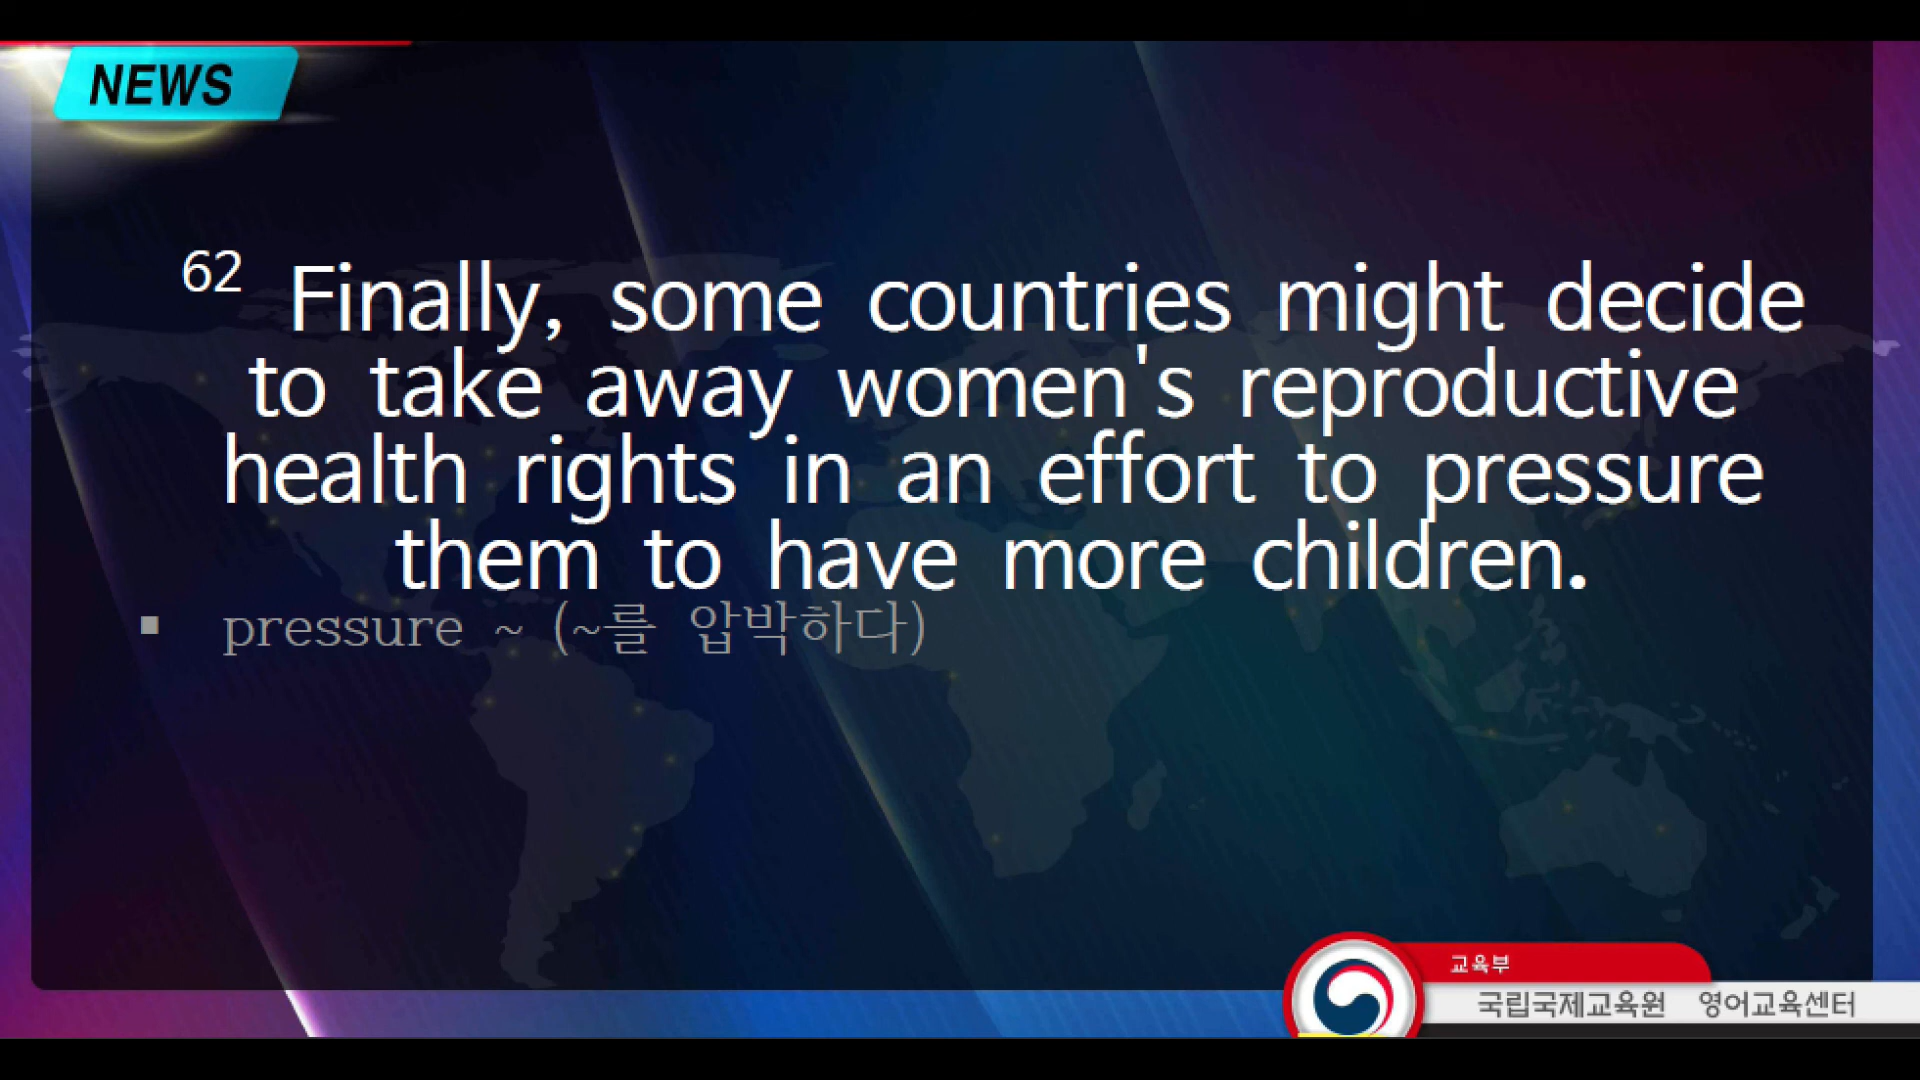 NEWS
62 Finally, some countries might decide
to take away women's reproductive
health rights in an effort to pressure
them to have more children.
▪ pressure ~ (~를 압박하다)
교육부
국립국제교육원 영어교육센터